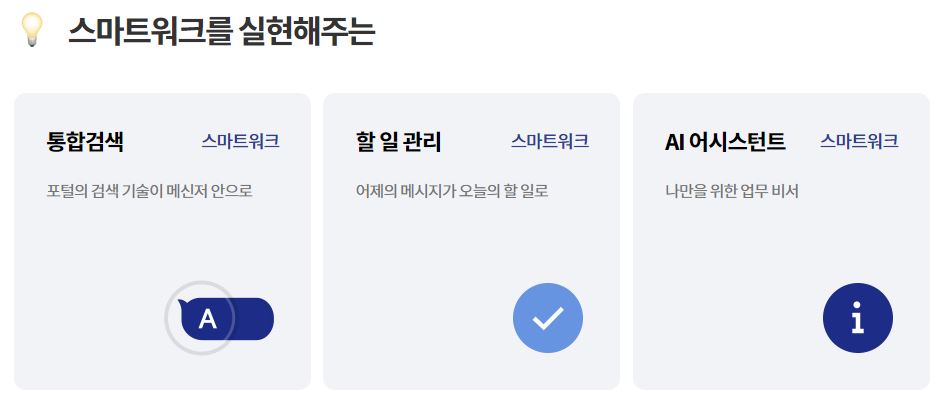 스마트워크를 실현해주는
통합검색 스마트워크
포털의 검색 기술이 메신저 안으로
A
할 일 관리 스마트워크
어제의 메시지가 오늘의 할 일로
AI 어시스턴트 스마트워크
나만을 위한 업무 비서
i